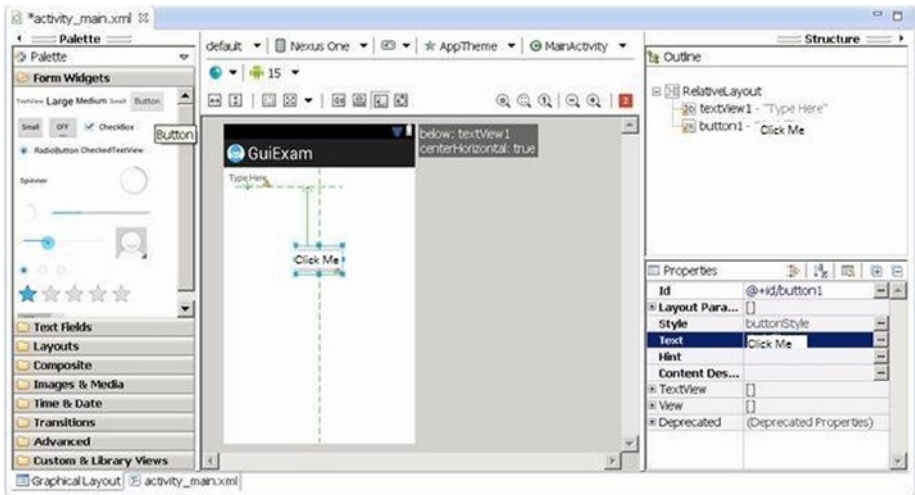 *activity_main.xml
Palette
Palette
Form Widgets
TextView Large Medium Small Button
Small OFF CheckBox
Button
RadioButton CheckedTextView
Spinner
Text Fields
Layouts
Composite
Images & Media
Time & Date
Transitions
Advanced
Custom & Library Views
default Nexus One AppTheme MainActivity
15
2
below: textView1
centerHorizontal: true
GuiExam
Type Here
Click Me
Structure
Outline
RelativeLayout
textView1 - "Type Here"
button1 - Click Me
Properties
Id @+id/button1
Layout Para... []
Style buttonStyle
Text Click Me
Hint
Content Des...
TextView []
View []
Deprecated (Deprecated Properties)
Graphical Layout activity_main.xml